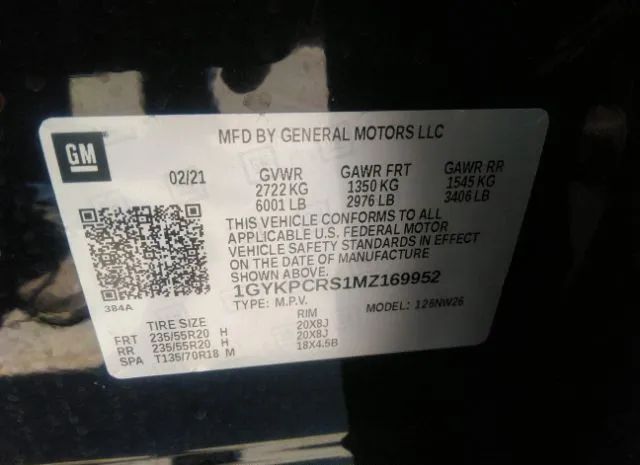 GM
MFD BY GENERAL MOTORS LLC
02/21
GVWR GAWR FRT GAWR RR
2722 KG 1350 KG 1545 KG
6001 LB 2976 LB 3406 LB
THIS VEHICLE CONFORMS TO ALL
APPLICABLE U.S. FEDERAL MOTOR
VEHICLE SAFETY STANDARDS IN EFFECT
ON THE DATE OF MANUFACTURE
SHOWN ABOVE.
384A
1GYKPCRS1MZ169952
TYPE: M.P.V. MODEL: 126NW26
TIRE SIZE RIM
FRT 235/55R20 H 20X8J
RR 235/55R20 H 20X8J
SPA T135/70R18 M 18X4.5B